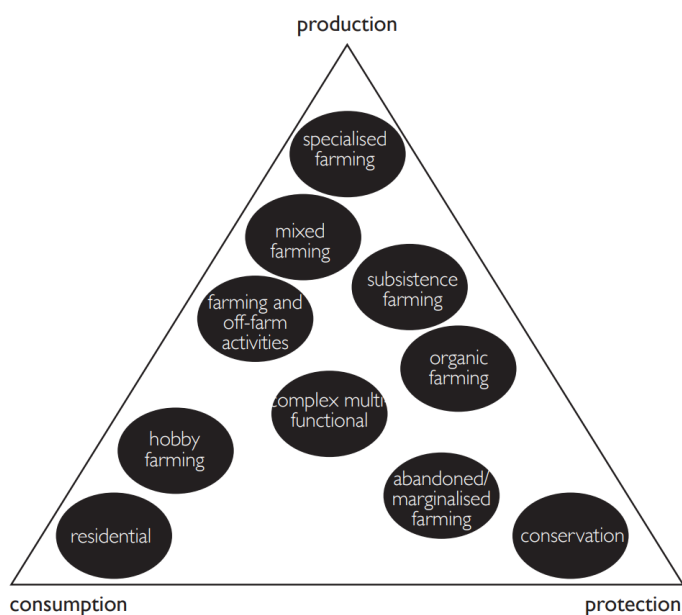 production
specialised
farming
mixed
farming
subsistence
farming
farming and
off-farm
activities
organic
farming
complex multi
functional
hobby
farming
abandoned/
marginalised
farming
residential
conservation
consumption
protection